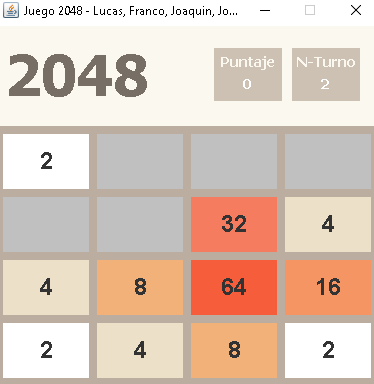 Juego 2048 - Lucas, Franco, Joaquin, Jo...
2048
Puntaje
0
N-Turno
2
2
32 4
4 8 64 16
2 4 8 2